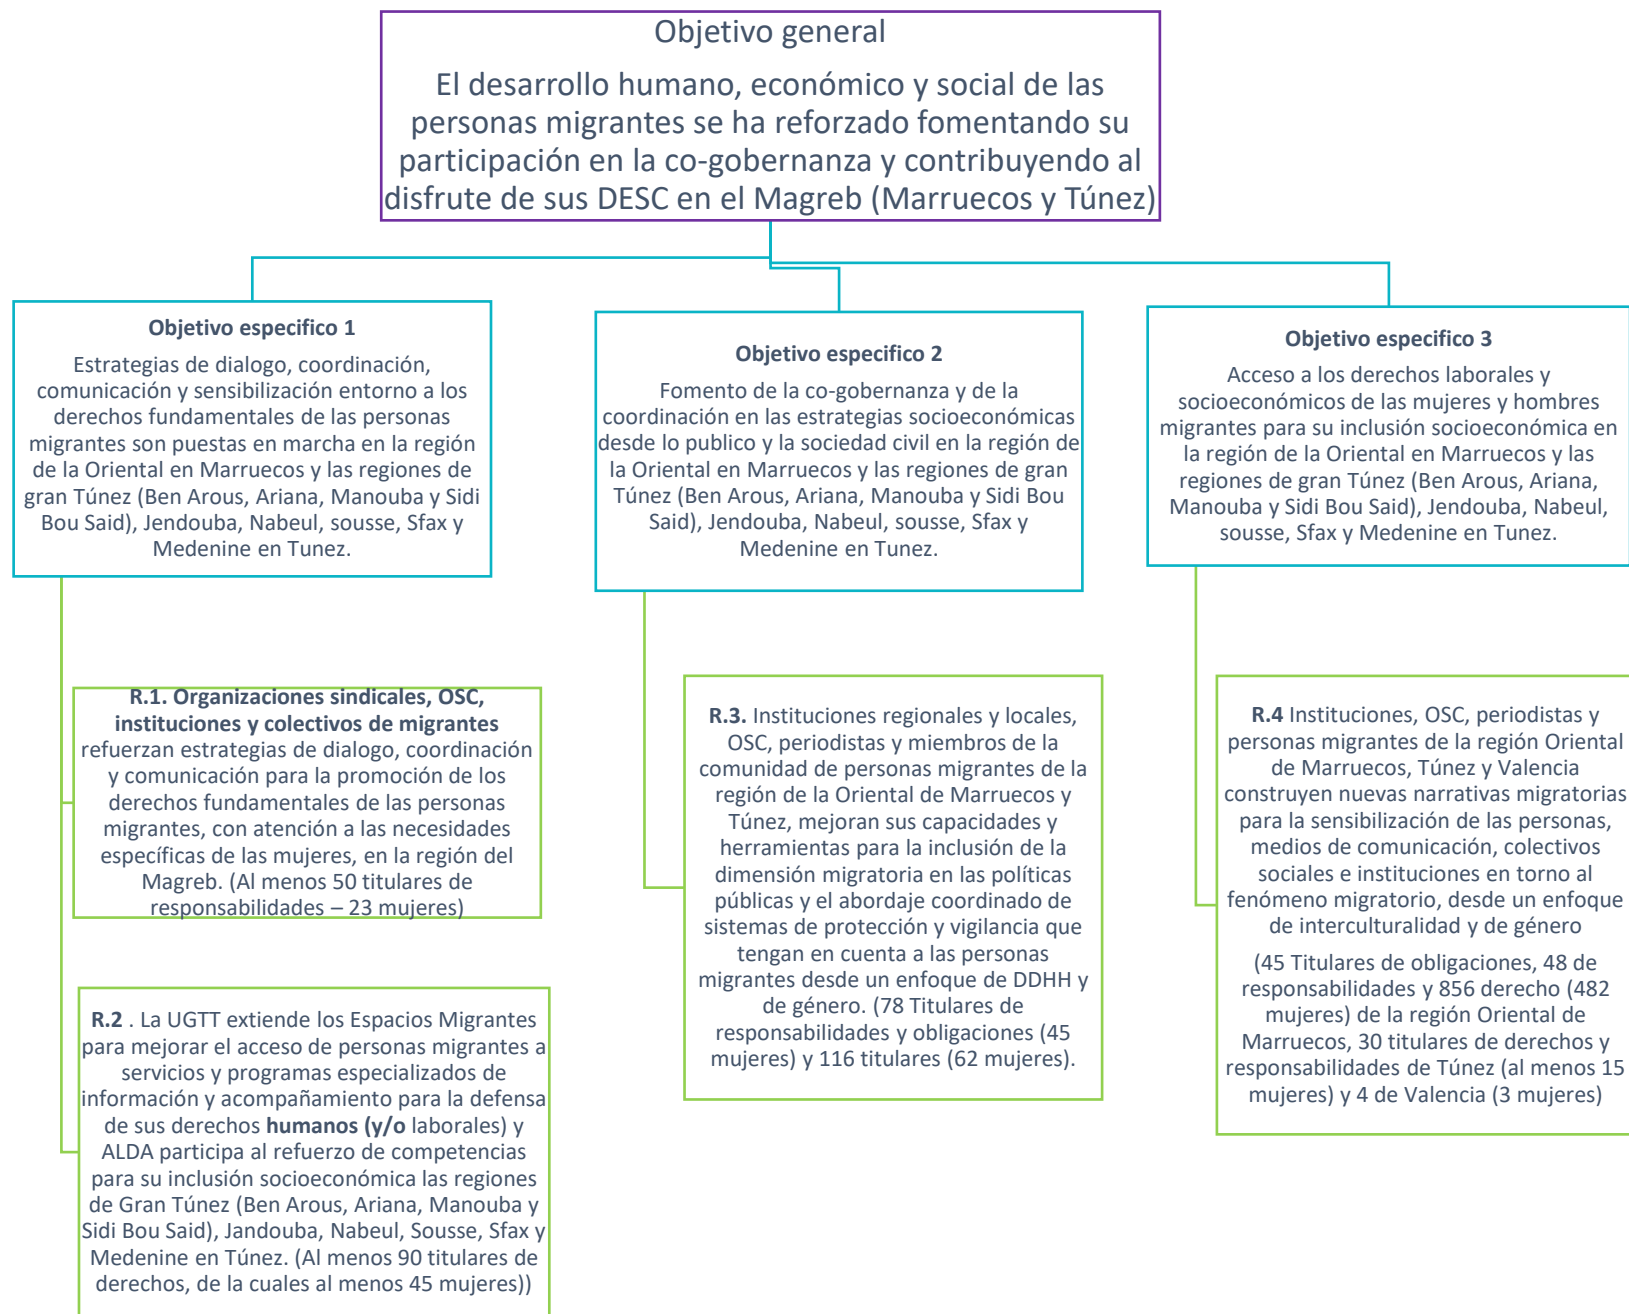 Objetivo general
El desarrollo humano, económico y social de las
personas migrantes se ha reforzado fomentando su
participación en la co-gobernanza y contribuyendo al
disfrute de sus DESC en el Magreb (Marruecos y Túnez)
Objetivo especifico 1
Estrategias de dialogo, coordinación,
comunicación y sensibilización entorno a los
derechos fundamentales de las personas
migrantes son puestas en marcha en la región
de la Oriental en Marruecos y las regiones de
gran Túnez (Ben Arous, Ariana, Manouba y Sidi
Bou Said), Jendouba, Nabeul, sousse, Sfax y
Medenine en Tunez.
Objetivo especifico 2
Fomento de la co-gobernanza y de la
coordinación en las estrategias socioeconómicas
desde lo publico y la sociedad civil en la región de
la Oriental en Marruecos y las regiones de gran
Túnez (Ben Arous, Ariana, Manouba y Sidi Bou
Said), Jendouba, Nabeul, sousse, Sfax y
Medenine en Tunez.
Objetivo especifico 3
Acceso a los derechos laborales y
socioeconómicos de las mujeres y hombres
migrantes para su inclusión socioeconómica en
la región de la Oriental en Marruecos y las
regiones de gran Túnez (Ben Arous, Ariana,
Manouba y Sidi Bou Said), Jendouba, Nabeul,
sousse, Sfax y Medenine en Tunez.
R.1. Organizaciones sindicales, OSC,
instituciones y colectivos de migrantes
refuerzan estrategias de dialogo, coordinación
y comunicación para la promoción de los
derechos fundamentales de las personas
migrantes, con atención a las necesidades
específicas de las mujeres, en la región del
Magreb. (Al menos 50 titulares de
responsabilidades – 23 mujeres)
R.2 . La UGTT extiende los Espacios Migrantes
para mejorar el acceso de personas migrantes a
servicios y programas especializados de
información y acompañamiento para la defensa
de sus derechos humanos (y/o laborales) y
ALDA participa al refuerzo de competencias
para su inclusión socioeconómica las regiones
de Gran Túnez (Ben Arous, Ariana, Manouba y
Sidi Bou Said), Jandouba, Nabeul, Sousse, Sfax y
Medenine en Túnez. (Al menos 90 titulares de
derechos, de la cuales al menos 45 mujeres))
R.3. Instituciones regionales y locales,
OSC, periodistas y miembros de la
comunidad de personas migrantes de la
región de la Oriental de Marruecos y
Túnez, mejoran sus capacidades y
herramientas para la inclusión de la
dimensión migratoria en las políticas
públicas y el abordaje coordinado de
sistemas de protección y vigilancia que
tengan en cuenta a las personas
migrantes desde un enfoque de DDHH y
de género. (78 Titulares de
responsabilidades y obligaciones (45
mujeres) y 116 titulares (62 mujeres).
R.4 Instituciones, OSC, periodistas y
personas migrantes de la región Oriental
de Marruecos, Túnez y Valencia
construyen nuevas narrativas migratorias
para la sensibilización de las personas,
medios de comunicación, colectivos
sociales e instituciones en torno al
fenómeno migratorio, desde un enfoque
de interculturalidad y de género
(45 Titulares de obligaciones, 48 de
responsabilidades y 856 derecho (482
mujeres) de la región Oriental de
Marruecos, 30 titulares de derechos y
responsabilidades de Túnez (al menos 15
mujeres) y 4 de Valencia (3 mujeres)